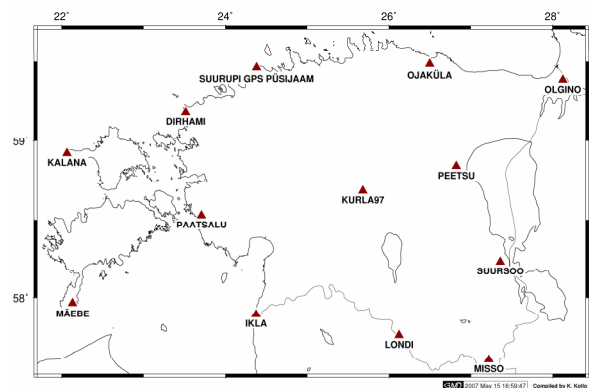 22˚ 24˚ 26˚ 28˚
SUURUPI GPS PÜSIJAAM
OJAKÜLA
OLGINO
DIRHAMI
59˚
KALANA
PEETSU
KURLA97
PAATSALU
SUURSOO
58˚
MÄEBE
IKLA
LONDI
MISSO
GMD 2007 May 15 16:59:47 Compiled by K. Kollo